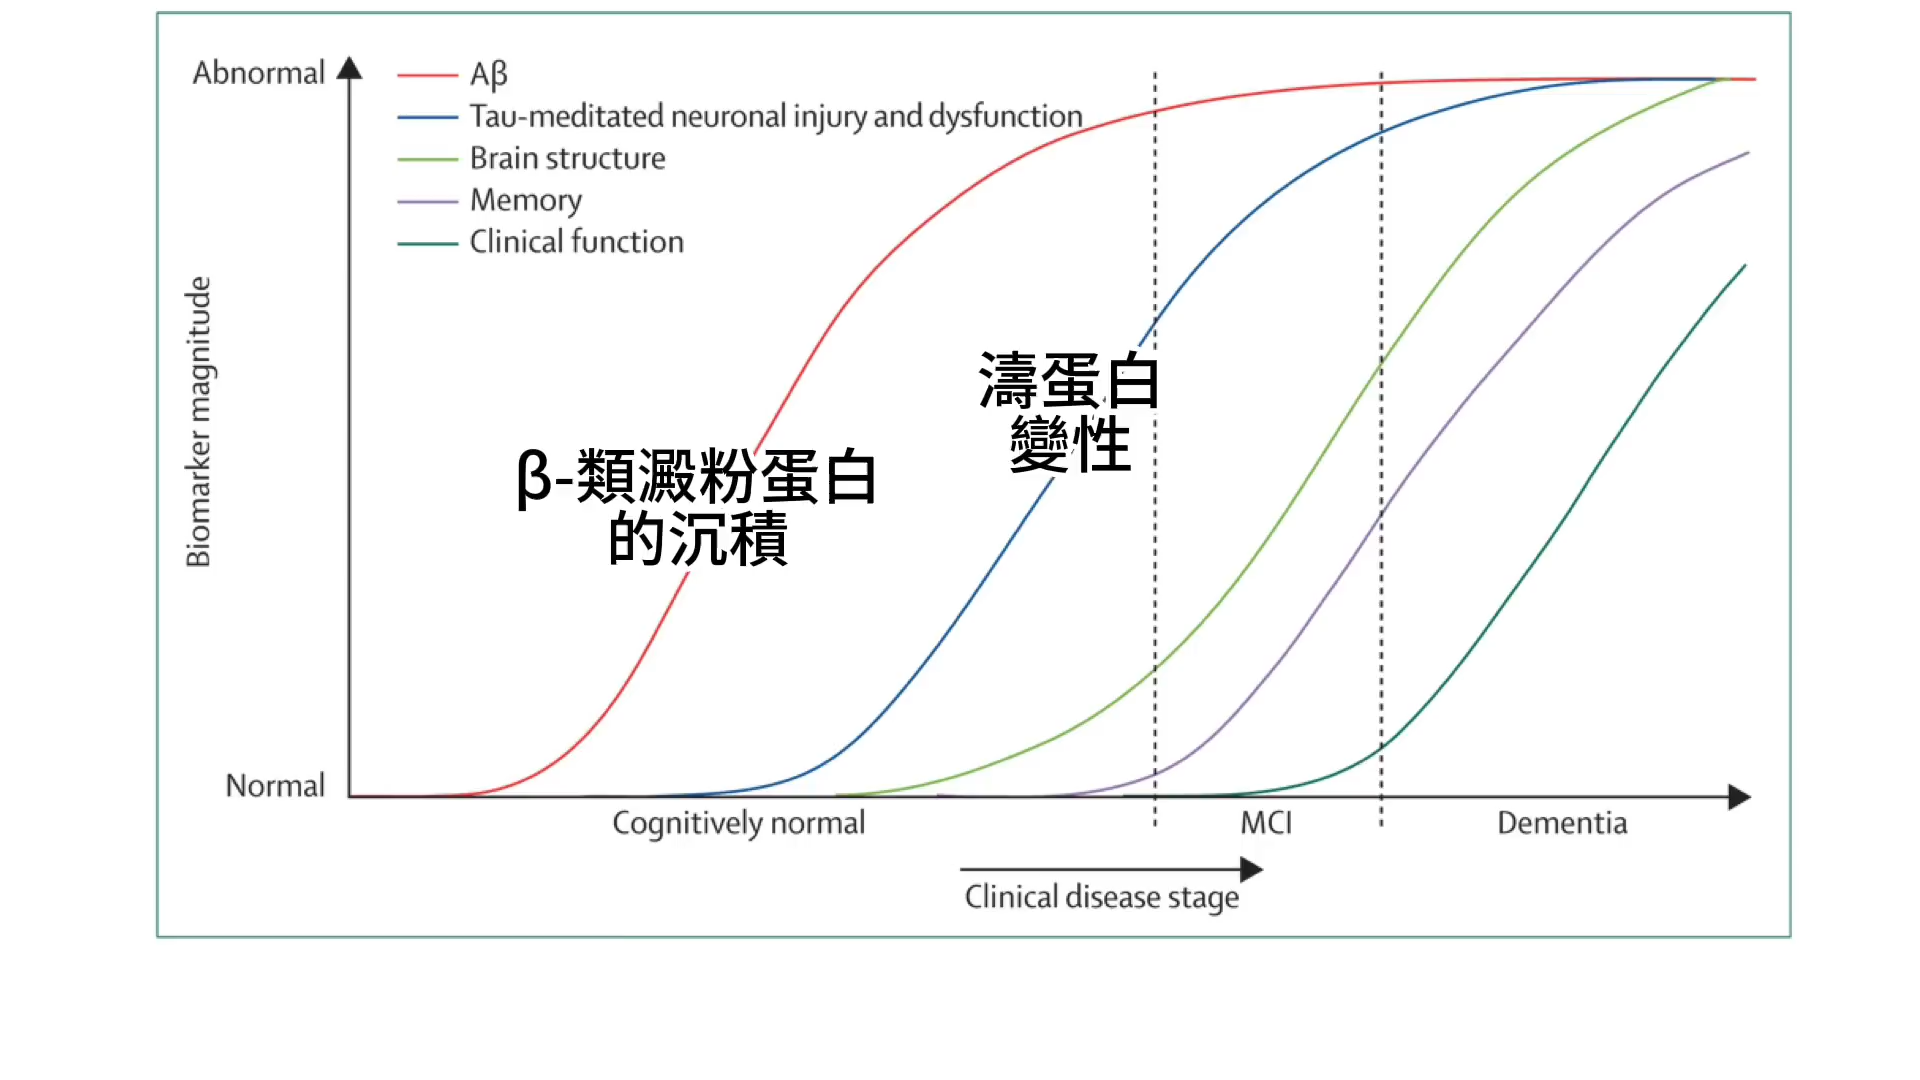 Abnormal
Aβ
Tau-meditated neuronal injury and dysfunction
Brain structure
Memory
Clinical function
Biomarker magnitude
濤蛋白
變性
β-類澱粉蛋白
的沉積
Normal
Cognitively normal
MCI
Dementia
Clinical disease stage